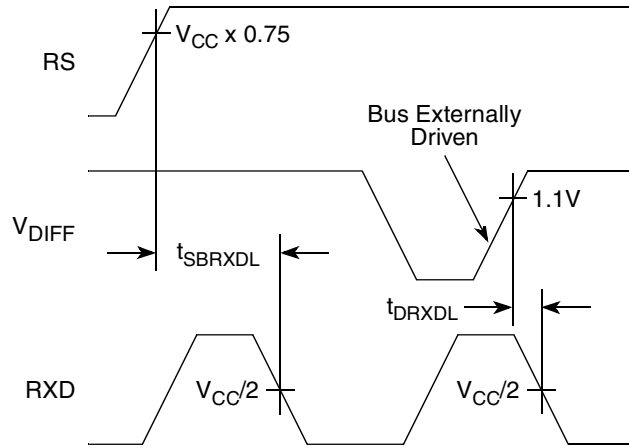 V_CC x 0.75
RS
Bus Externally
Driven
1.1V
V_DIFF
t_SBRXDL
t_DRXDL
RXD
V_CC/2
V_CC/2